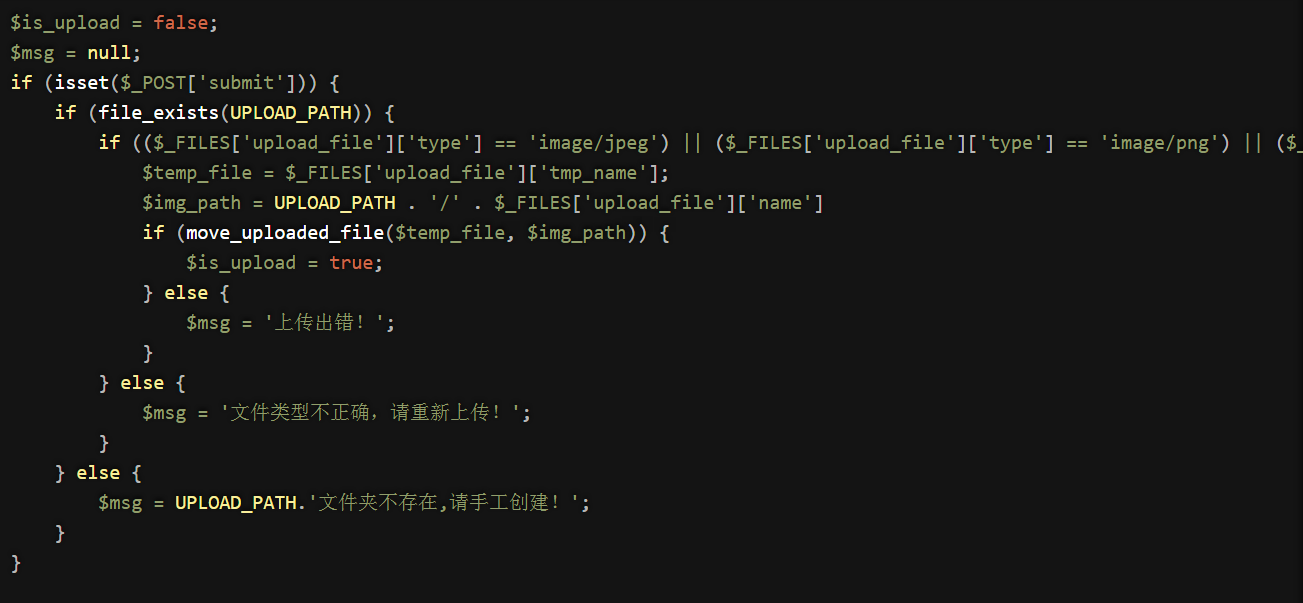 $is_upload = false;
$msg = null;
if (isset($_POST['submit'])) {
    if (file_exists(UPLOAD_PATH)) {
        if (($_FILES['upload_file']['type'] == 'image/jpeg') || ($_FILES['upload_file']['type'] == 'image/png') || ($_
            $temp_file = $_FILES['upload_file']['tmp_name'];
            $img_path = UPLOAD_PATH . '/' . $_FILES['upload_file']['name']
            if (move_uploaded_file($temp_file, $img_path)) {
                $is_upload = true;
            } else {
                $msg = '上传出错！';
            }
        } else {
            $msg = '文件类型不正确，请重新上传！';
        }
    } else {
        $msg = UPLOAD_PATH.'文件夹不存在,请手工创建！';
    }
}